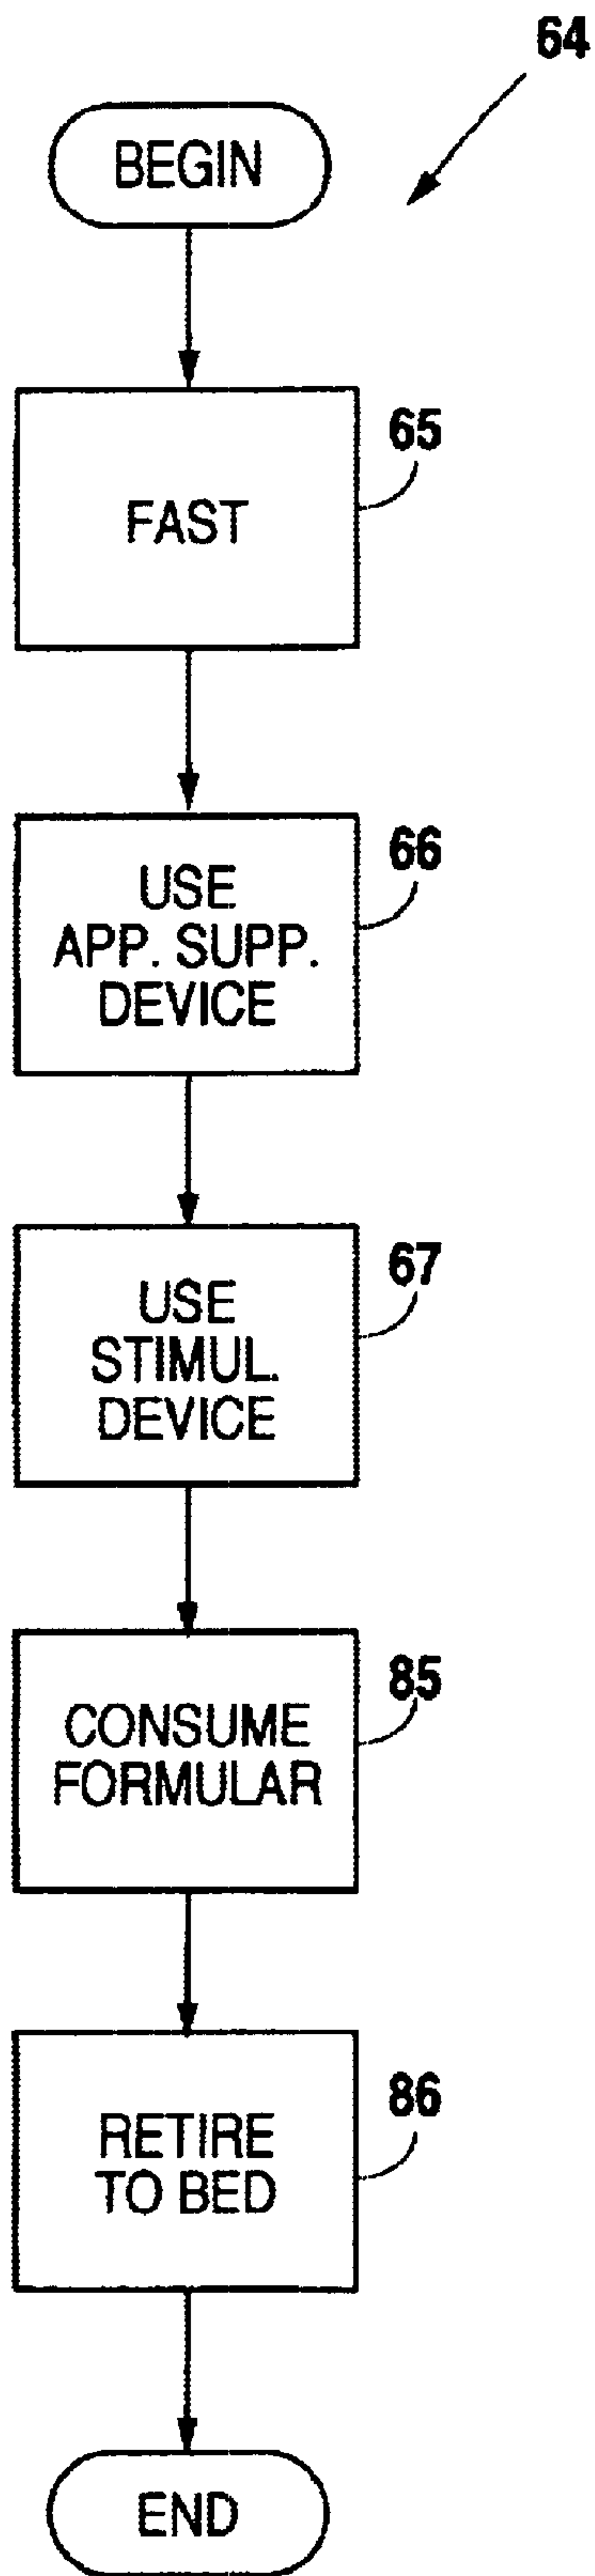 64
BEGIN
65
FAST
66
USE
APP. SUPP.
DEVICE
67
USE
STIMUL.
DEVICE
85
CONSUME
FORMULAR
86
RETIRE
TO BED
END